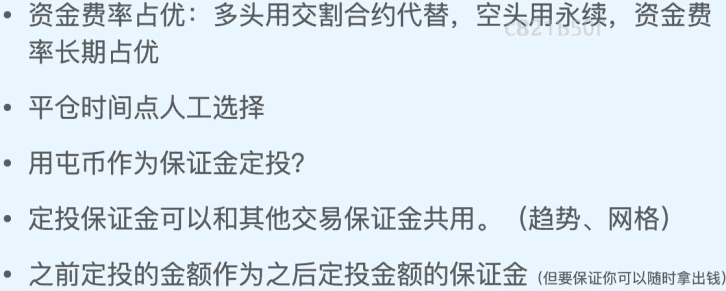 • 资金费率占优：多头用交割合约代替，空头用永续，资金费
率长期占优
• 平仓时间点人工选择
• 用屯币作为保证金定投？
• 定投保证金可以和其他交易保证金共用。（趋势、网格）
• 之前定投的金额作为之后定投金额的保证金（但要保证你可以随时拿出钱）